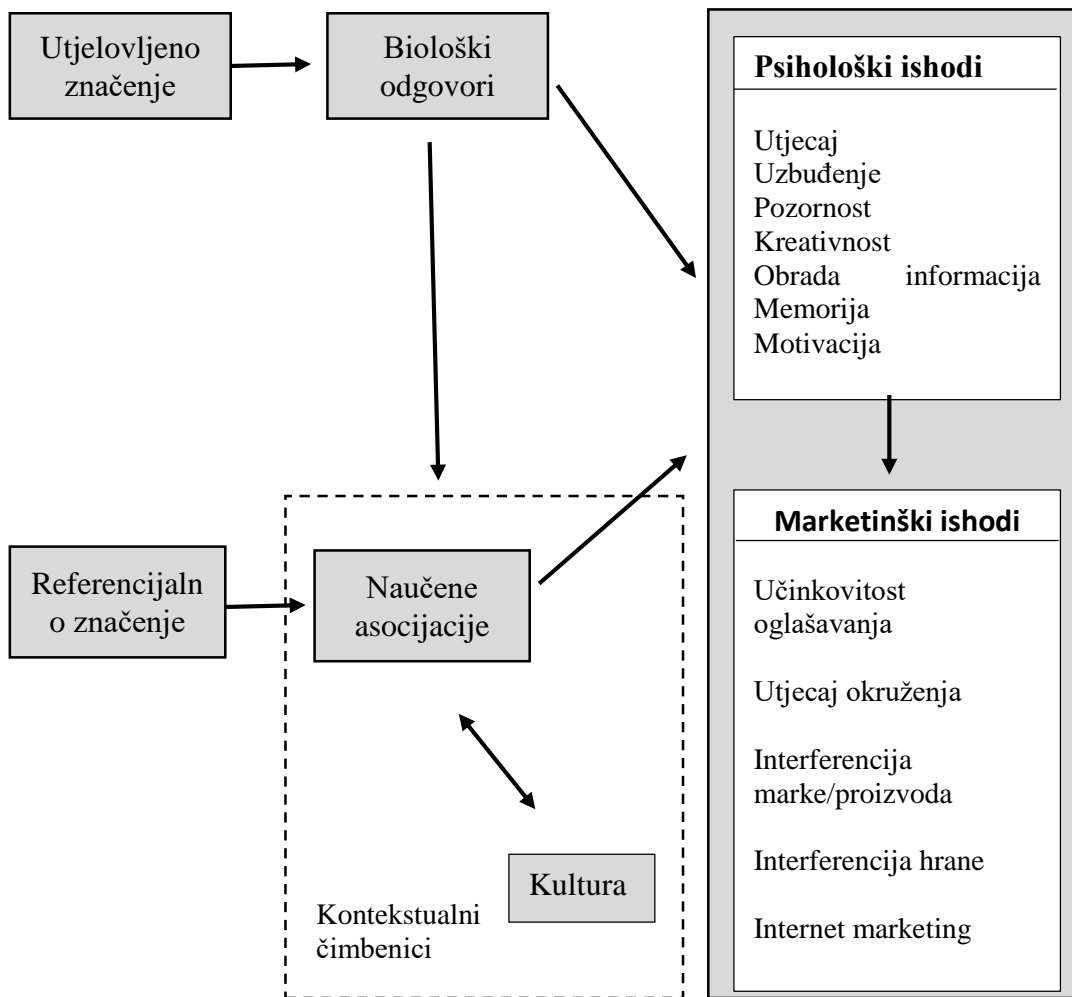 Utjelovljeno
značenje
Biološki
odgovori
Psihološki ishodi
Utjecaj
Uzbuđenje
Pozornost
Kreativnost
Obrada informacija
Memorija
Motivacija
Referencijaln
o značenje
Naučene
asocijacije
Kultura
Kontekstualni
čimbenici
Marketinški ishodi
Učinkovitost
oglašavanja
Utjecaj okruženja
Interferencija
marke/proizvoda
Interferencija hrane
Internet marketing